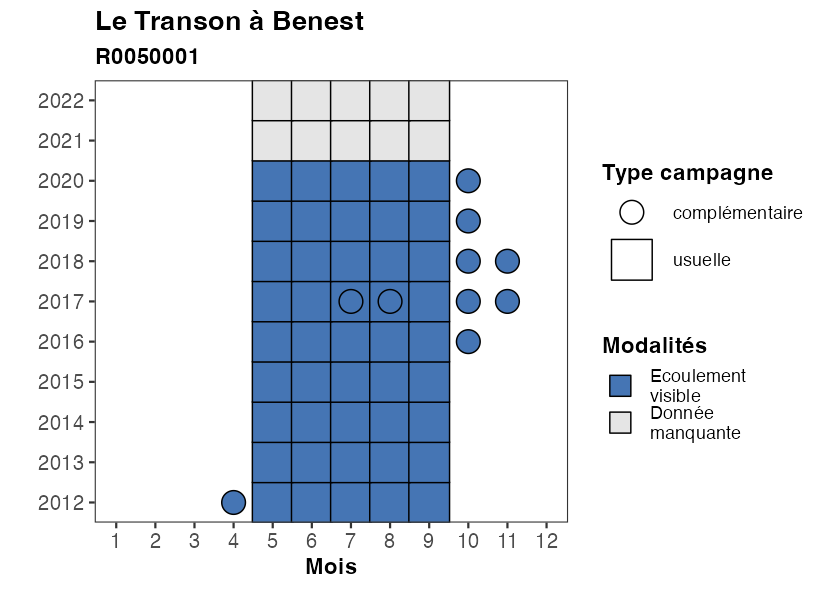 Le Transon à Benest
R0050001
2022
2021
2020
2019
2018
2017
2016
2015
2014
2013
2012
1 2 3 4 5 6 7 8 9 10 11 12
Mois
Type campagne
complémentaire
usuelle
Modalités
Ecoulement
visible
Donnée
manquante